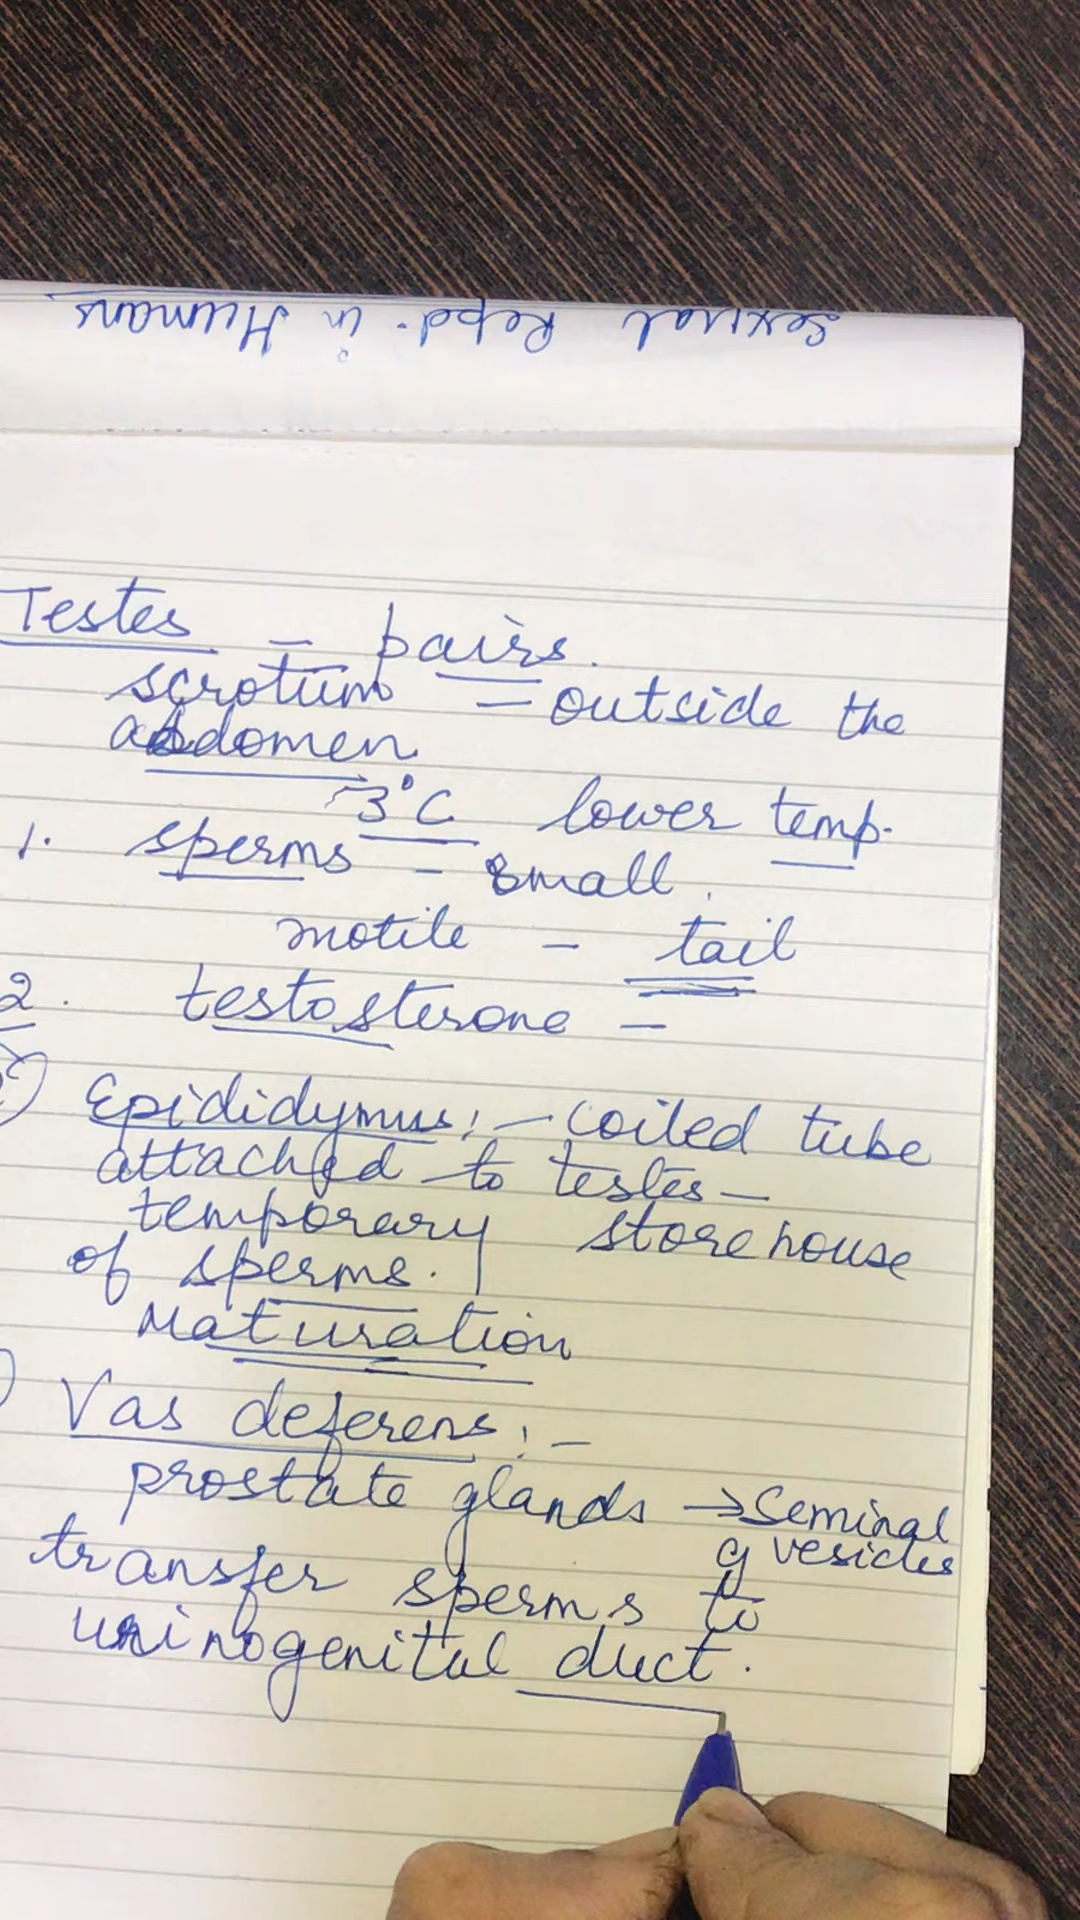 Sexual Repd. in Humans
Testes - pairs.
scrotum = outside the
abdomen
3°C lower temp.
1. sperms - small.
motile - tail
2. testosterone -
Epididymus :- coiled tube
attached to testes -
temporary storehouse
of sperms.
Maturation
Vas deferens :-
prostate glands → Seminal
vesicles
transfer sperms to
urinogenital duct.